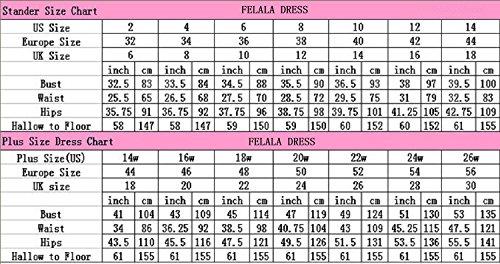 Stander Size Chart FELALA DRESS
US Size 2 4 6 8 10 12 14
Europe Size 32 34 36 38 40 42 44
UK Size 6 8 10 12 14 16 18
inch cm inch cm inch cm inch cm inch cm inch cm inch cm
Bust 32.5 83 33.5 84 34.5 88 35.5 90 36.5 93 38 97 39.5 100
Waist 25.5 65 26.5 68 27.5 70 28.5 72 29.5 75 31 79 32.5 83
Hips 35.75 91 36.75 92 37.75 96 38.75 98 39.75 101 41.25 105 42.75 109
Hallow to Floor 58 147 58 147 59 150 59 150 60 152 60 152 61 155
Plus Size Dress Chart FELALA DRESS
Plus Size(US) 14w 16w 18w 20w 22w 24w 26w
Europe Size 44 46 48 50 52 54 56
UK size 18 20 22 24 26 28 30
inch cm inch cm inch cm inch cm inch cm inch cm inch cm
Bust 41 104 43 109 45 114 47 119 49 124 51 130 53 135
Waist 34 86 36.25 92 38.5 98 40.75 104 43 109 45.25 115 47.5 121
Hips 43.5 110 45.5 116 47.5 121 49.5 126 51.5 131 53.5 136 55.5 141
Hallow to Floor 61 155 61 155 61 155 61 155 61 155 61 155 61 155